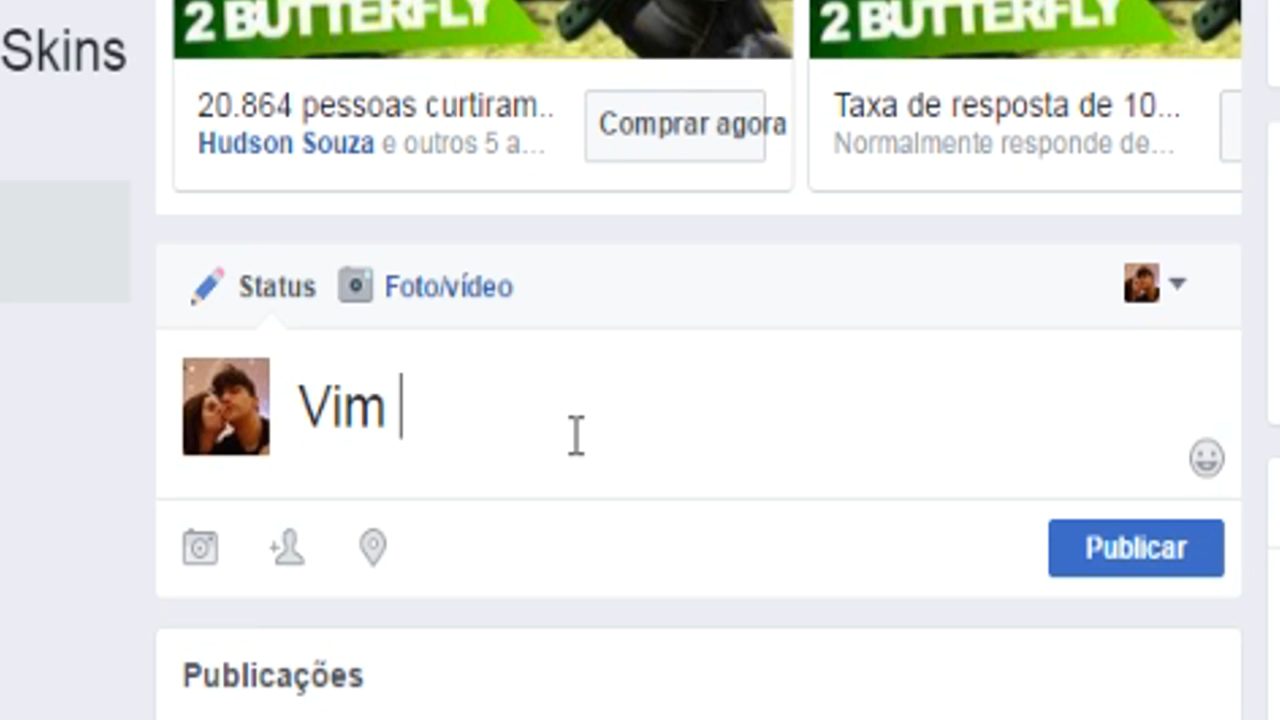 Skins
2 BUTTERFLY
2 BUTTERFLY
20.864 pessoas curtiram...
Hudson Souza e outros 5 a...
Comprar agora
Taxa de resposta de 10...
Normalmente responde de...
Status
Foto/vídeo
Vim
Publicar
Publicações